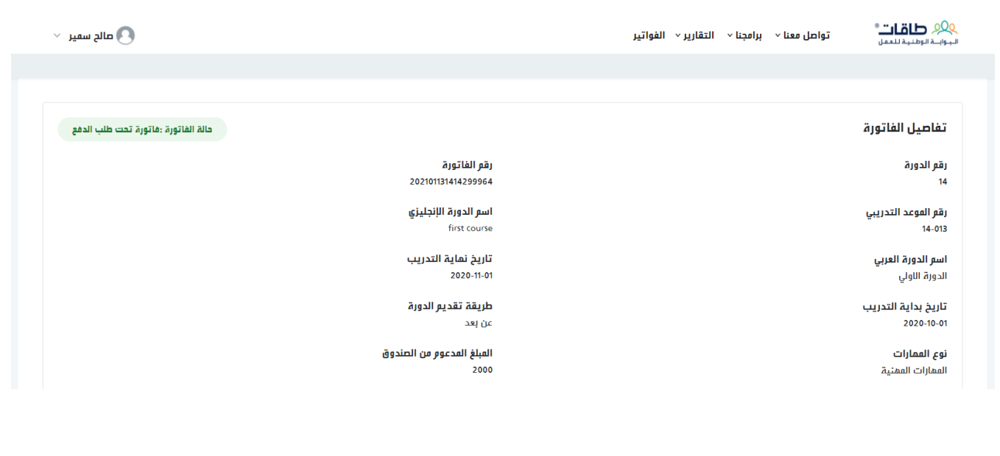 طاقات
البوابة الوطنية للعمل
تواصل معنا
برامجنا
التقارير
الفواتير
صالح سمير
تفاصيل الفاتورة
حالة الفاتورة :فاتورة تحت طلب الدفع
رقم الدورة
14
رقم الفاتورة
202101131414299964
رقم الموعد التدريبي
14-013
اسم الدورة الإنجليزي
first course
اسم الدورة العربي
الدورة الاولي
تاريخ نهاية التدريب
2020-11-01
تاريخ بداية التدريب
2020-10-01
طريقة تقديم الدورة
عن بعد
نوع المهارات
المهارات المهنية
المبلغ المدعوم من الصندوق
2000